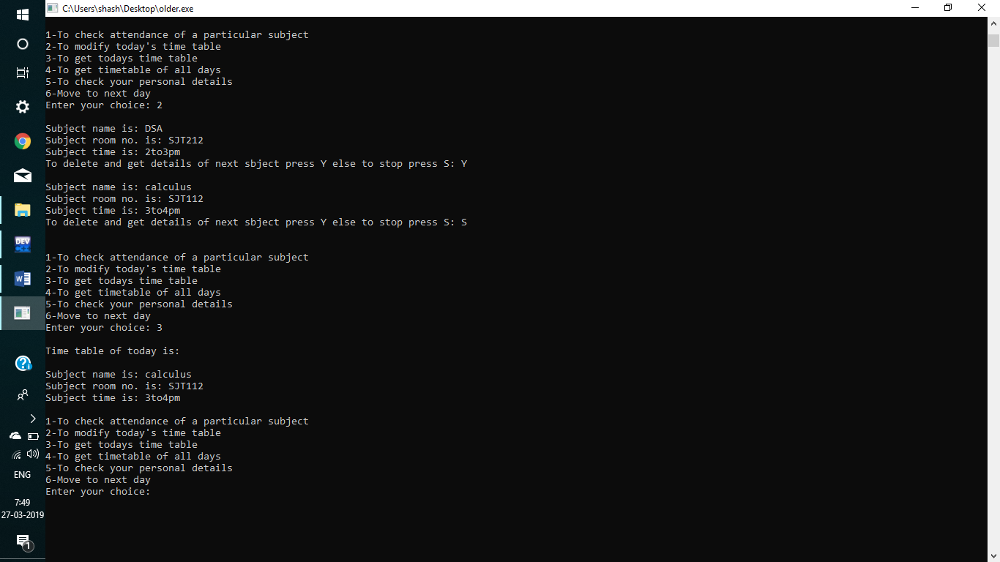 C:\Users\shash\Desktop\older.exe
1-To check attendance of a particular subject
2-To modify today's time table
3-To get todays time table
4-To get timetable of all days
5-To check your personal details
6-Move to next day
Enter your choice: 2
Subject name is: DSA
Subject room no. is: SJT212
Subject time is: 2to3pm
To delete and get details of next sbject press Y else to stop press S: Y
Subject name is: calculus
Subject room no. is: SJT112
Subject time is: 3to4pm
To delete and get details of next sbject press Y else to stop press S: S
1-To check attendance of a particular subject
2-To modify today's time table
3-To get todays time table
4-To get timetable of all days
5-To check your personal details
6-Move to next day
Enter your choice: 3
Time table of today is:
Subject name is: calculus
Subject room no. is: SJT112
Subject time is: 3to4pm
1-To check attendance of a particular subject
2-To modify today's time table
3-To get todays time table
4-To get timetable of all days
5-To check your personal details
6-Move to next day
Enter your choice:
DEV
W
ENG
7:49
27-03-2019
1